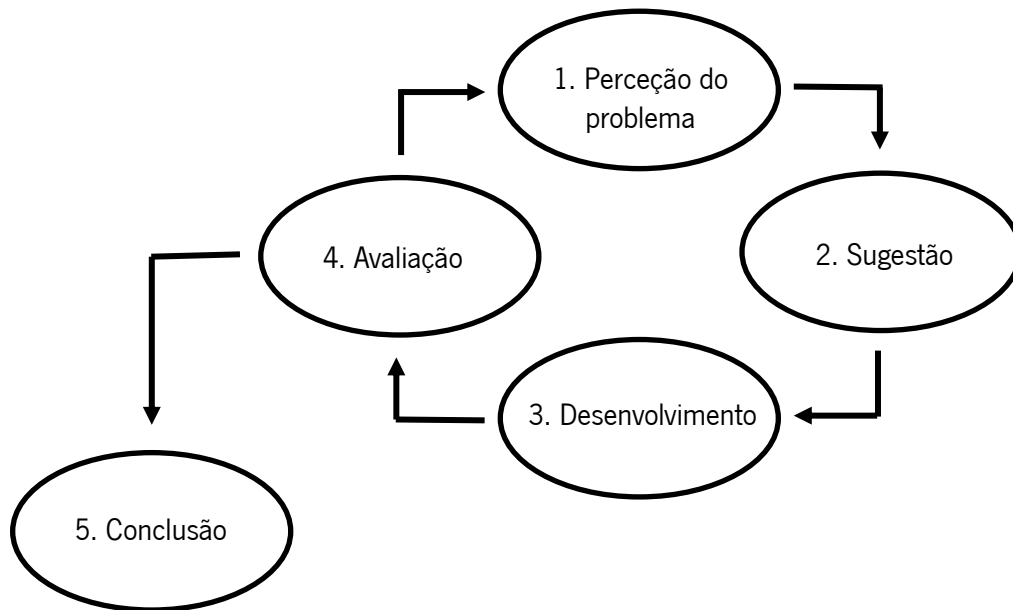 1. Perceção do
problema
2. Sugestão
3. Desenvolvimento
4. Avaliação
5. Conclusão